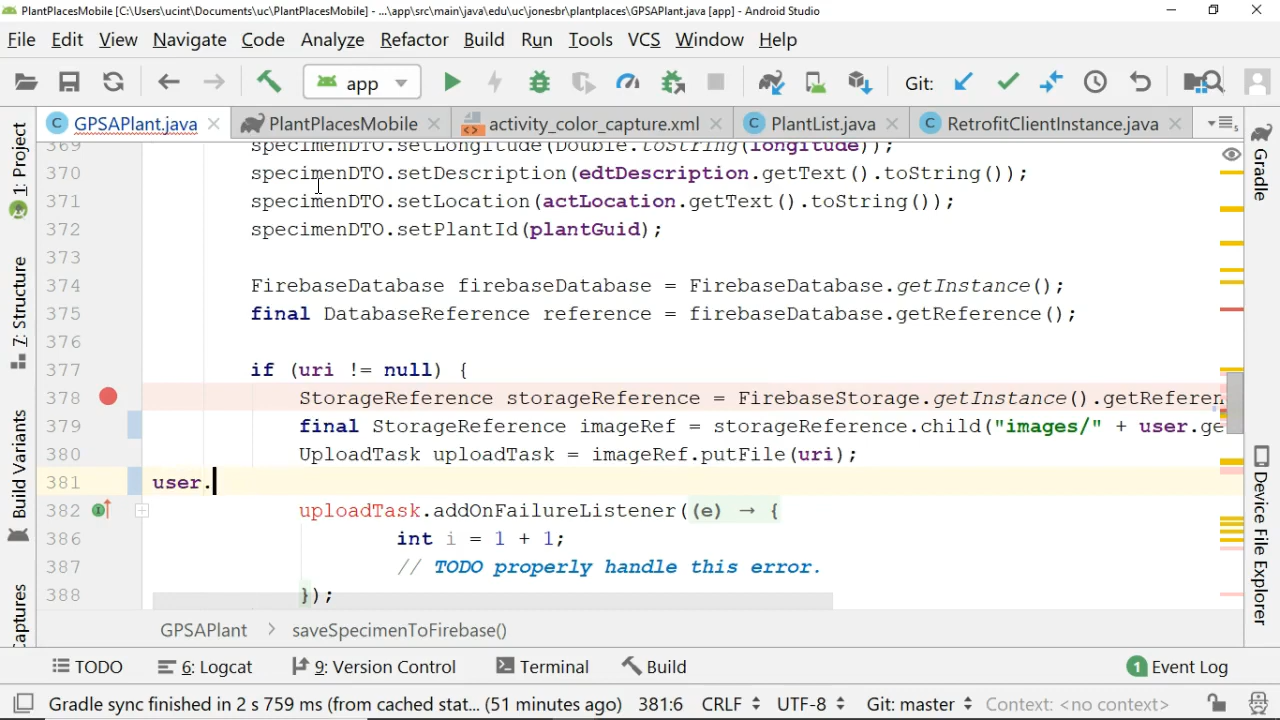 PlantPlacesMobile [C:\Users\ucint\Documents\uc\PlantPlacesMobile] - ...\app\src\main\java\edu\uc\jonesbr\plantplaces\GPSAPlant.java [app] - Android Studio
File Edit View Navigate Code Analyze Refactor Build Run Tools VCS Window Help
app Git:
GPSAPlant.java PlantPlacesMobile activity_color_capture.xml PlantList.java RetrofitClientInstance.java
1: Project
7: Structure
Build Variants
Captures
369 specimenDTO.setLongitude(Double.toString(longitude));
370 specimenDTO.setDescription(edtDescription.getText().toString());
371 specimenDTO.setLocation(actLocation.getText().toString());
372 specimenDTO.setPlantId(plantGuid);
373
374 FirebaseDatabase firebaseDatabase = FirebaseDatabase.getInstance();
375 final DatabaseReference reference = firebaseDatabase.getReference();
376
377 if (uri != null) {
378 StorageReference storageReference = FirebaseStorage.getInstance().getReferen
379 final StorageReference imageRef = storageReference.child("images/" + user.ge
380 UploadTask uploadTask = imageRef.putFile(uri);
381 user.
382 uploadTask.addOnFailureListener((e) → {
386 int i = 1 + 1;
387 // TODO properly handle this error.
388 });
Gradle
Device File Explorer
GPSAPlant > saveSpecimenToFirebase()
TODO 6: Logcat 9: Version Control Terminal Build 1 Event Log
Gradle sync finished in 2 s 759 ms (from cached stat... (51 minutes ago) 381:6 CRLF UTF-8 Git: master Context: <no context>